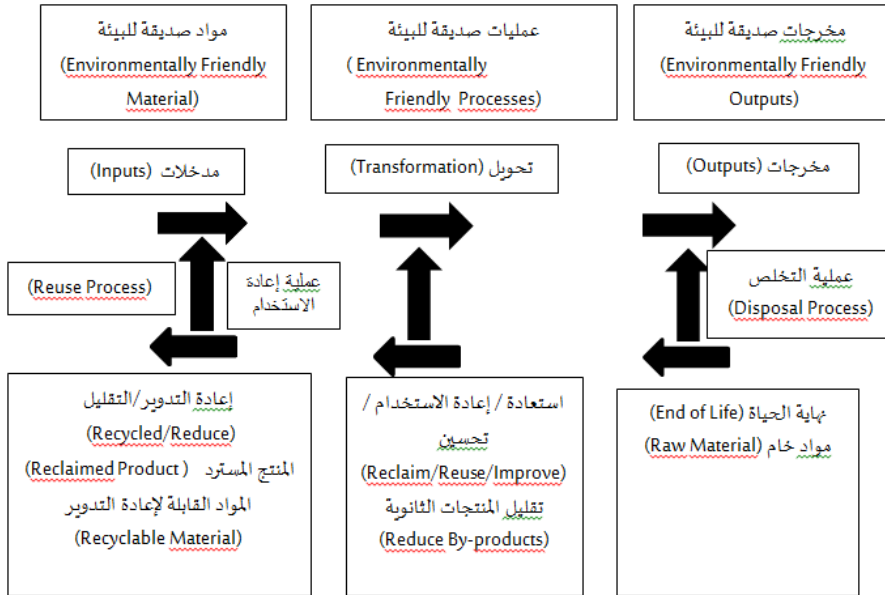 مواد صديقة للبيئة
(Environmentally Friendly
Material)
عمليات صديقة للبيئة
( Environmentally
Friendly Processes)
مخرجات صديقة للبيئة
(Environmentally Friendly
Outputs)
مدخلات (Inputs)
تحويل (Transformation)
مخرجات (Outputs)
(Reuse Process)
عملية إعادة
الاستخدام
عملية التخلص
(Disposal Process)
إعادة التدوير/التقليل
(Recycled/Reduce)
المنتج المسترد (Reclaimed Product )
المواد القابلة لإعادة التدوير
(Recyclable Material)
استعادة / إعادة الاستخدام /
تحسين
(Reclaim/Reuse/Improve)
تقليل المنتجات الثانوية
(Reduce By-products)
نهاية الحياة (End of Life)
مواد خام (Raw Material)